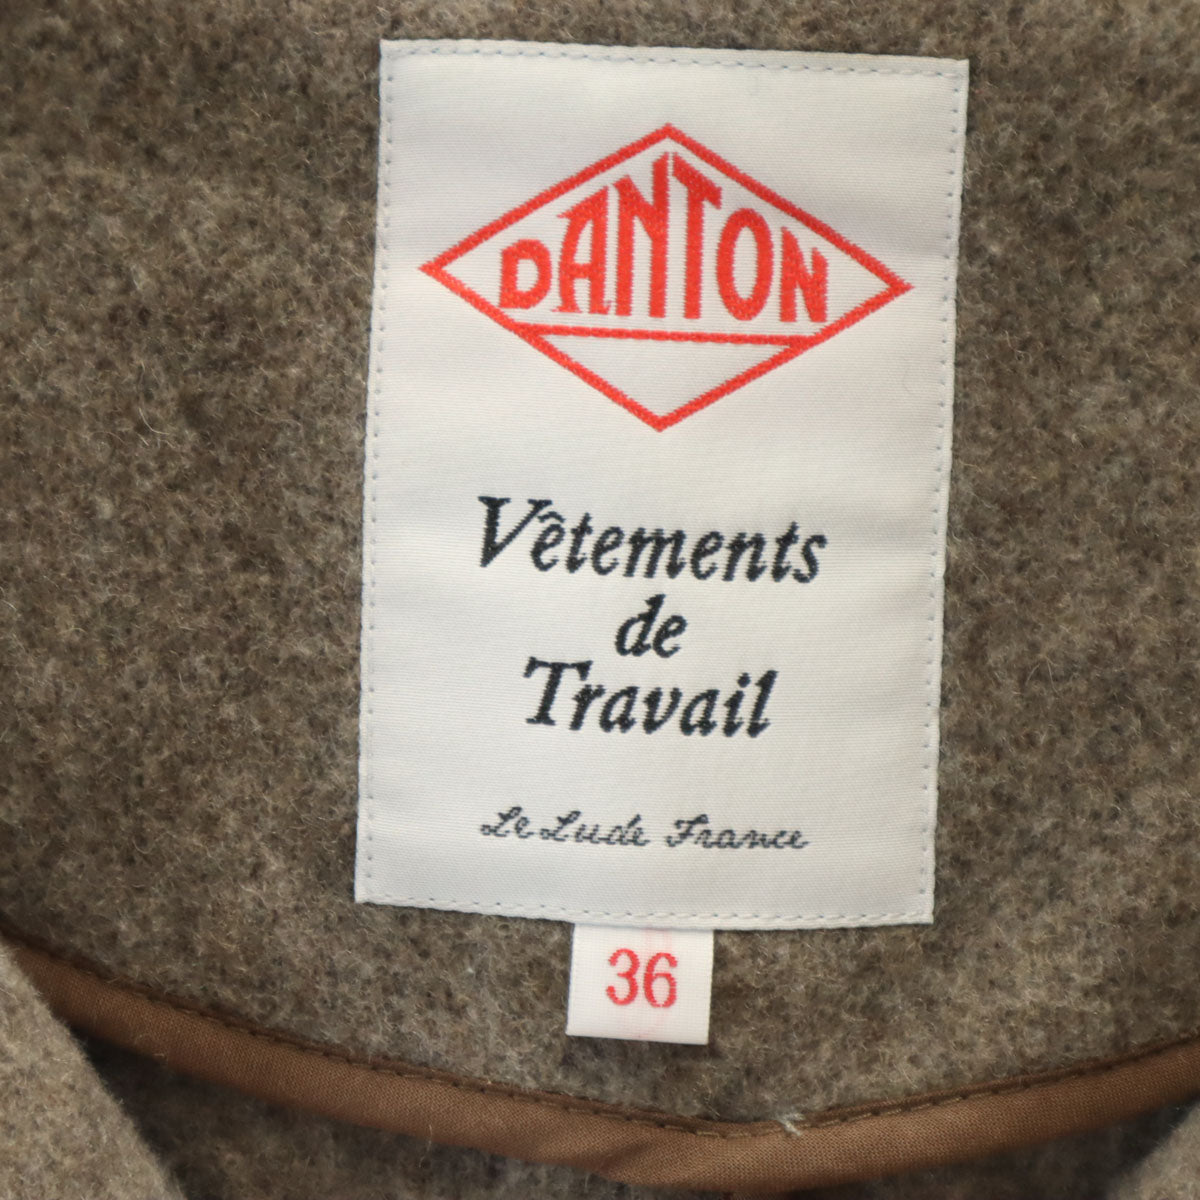 DANTON
Vêtements
de
Travail
Le Lude France
36